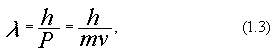 λ = h/P = h/mv, (1.3)